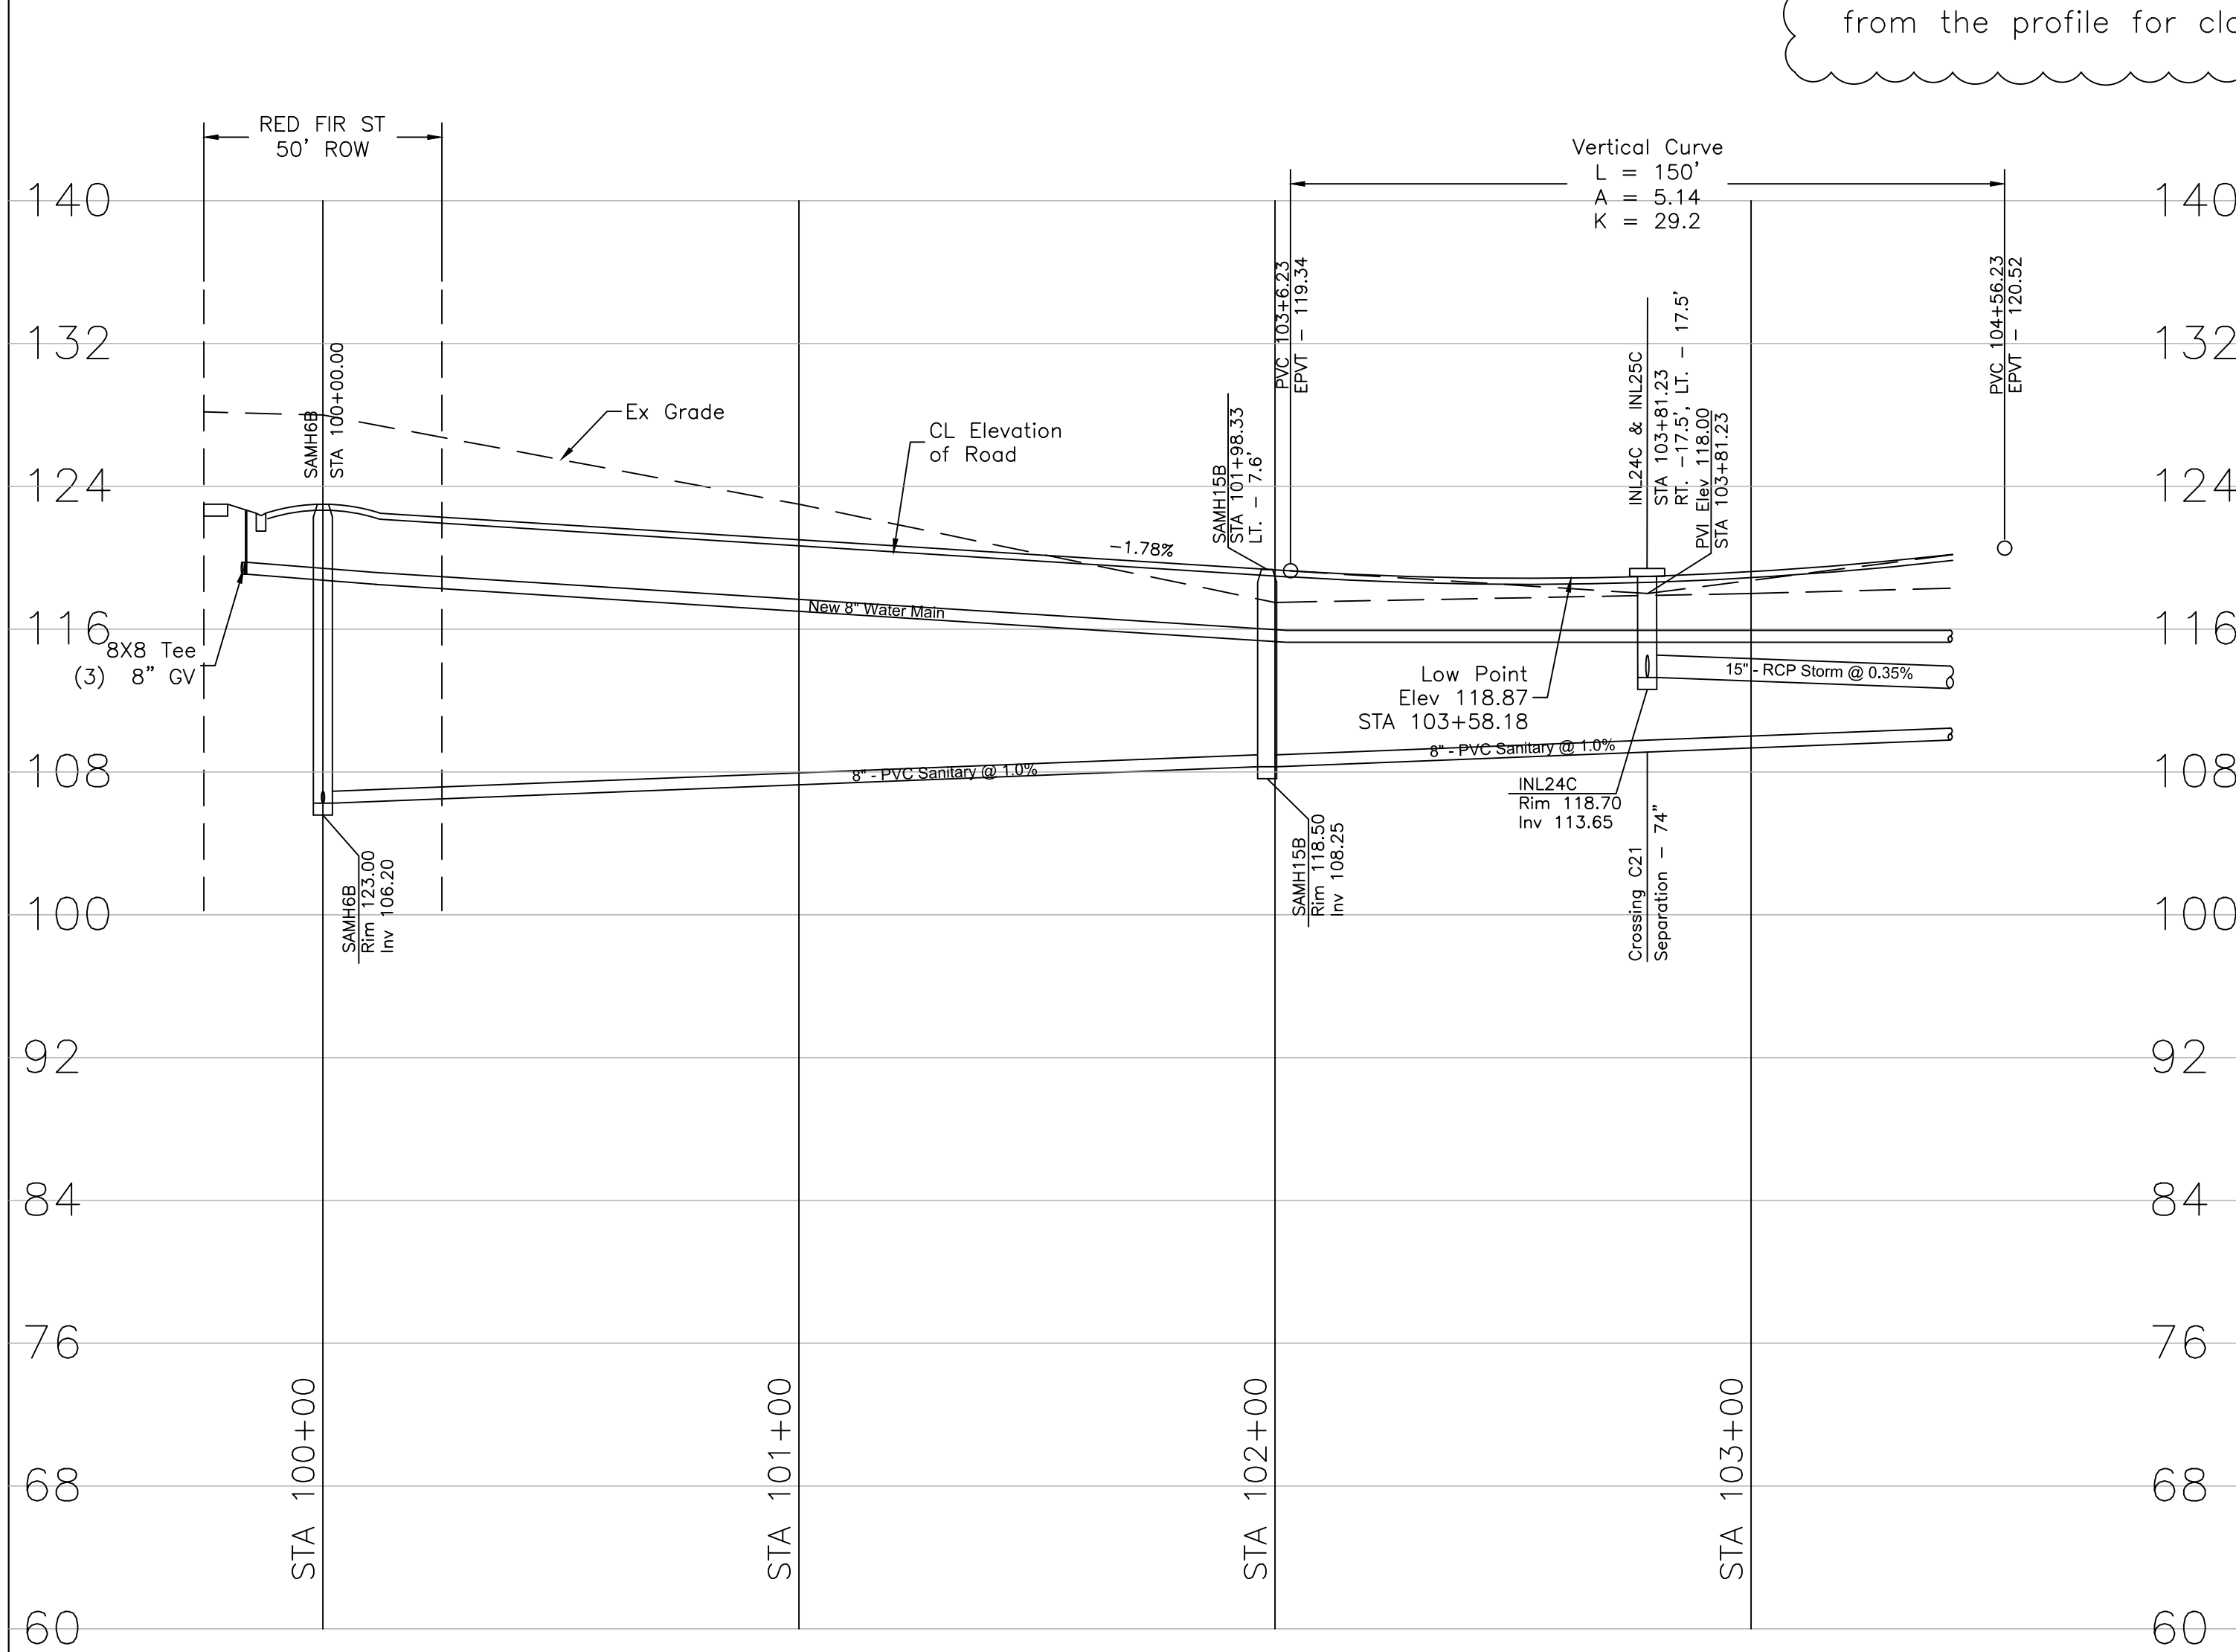 from the profile for cla
RED FIR ST
50' ROW
Vertical Curve
L = 150'
A = 5.14
K = 29.2
140
140
132
132
124
124
116
116
108
108
100
100
92
92
84
84
76
76
68
68
60
60
SAMH6B
STA 100+00.00
Ex Grade
CL Elevation
of Road
-1.78%
SAMH15B
STA 101+98.33
LT. - 7.6'
PVC 103+6.23
EPVT - 119.34
INL24C & INL25C
STA 103+81.23
RT. -17.5', LT. - 17.5'
PVI Elev 118.00
STA 103+81.23
PVC 104+56.23
EPVT - 120.52
8X8 Tee
(3) 8" GV
New 8" Water Main
Low Point
Elev 118.87
STA 103+58.18
15" - RCP Storm @ 0.35%
8" - PVC Sanitary @ 1.0%
8" - PVC Sanitary @ 1.0%
INL24C
Rim 118.70
Inv 113.65
SAMH6B
Rim 123.00
Inv 106.20
SAMH15B
Rim 118.50
Inv 108.25
Crossing C21
Separation - 74"
STA 100+00
STA 101+00
STA 102+00
STA 103+00